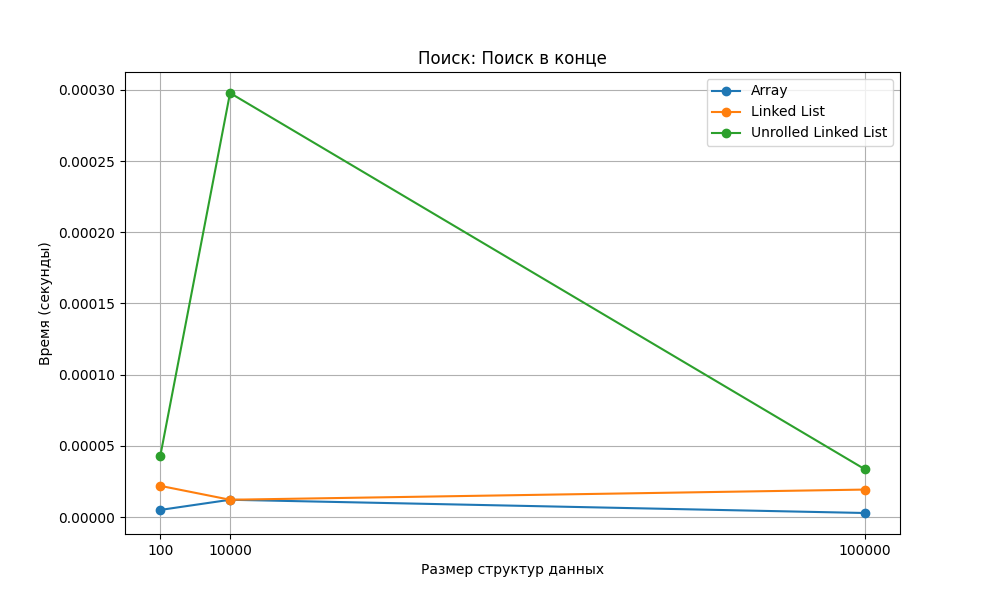 Поиск: Поиск в конце
Array
Linked List
Unrolled Linked List
0.00030
0.00025
0.00020
0.00015
0.00010
0.00005
0.00000
Время (секунды)
100 10000 100000
Размер структур данных